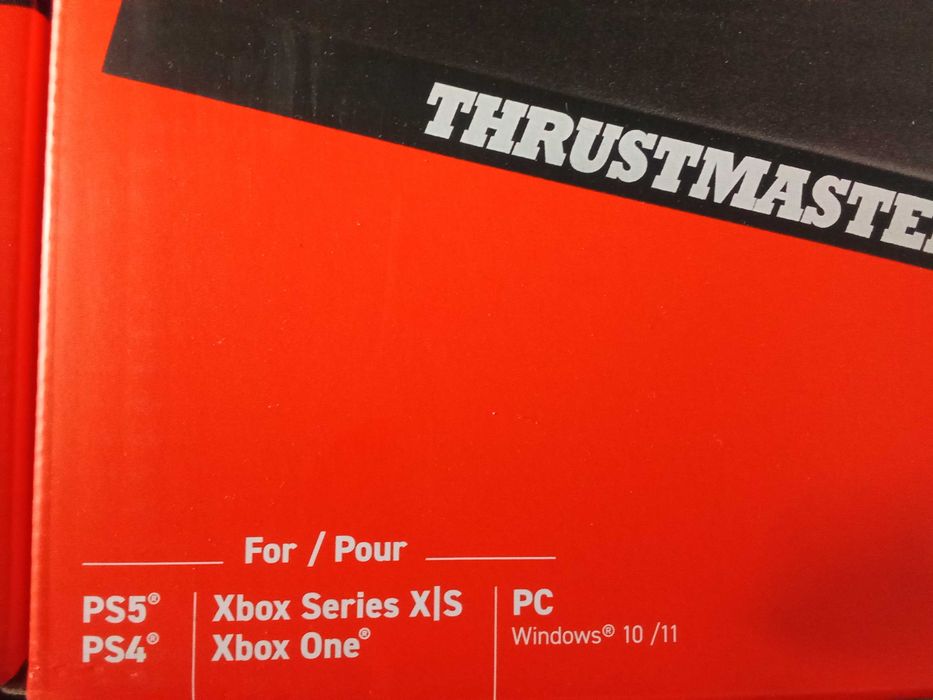 THRUSTMASTE
For / Pour
PS5® | Xbox Series X|S | PC
PS4® | Xbox One® | Windows® 10 /11